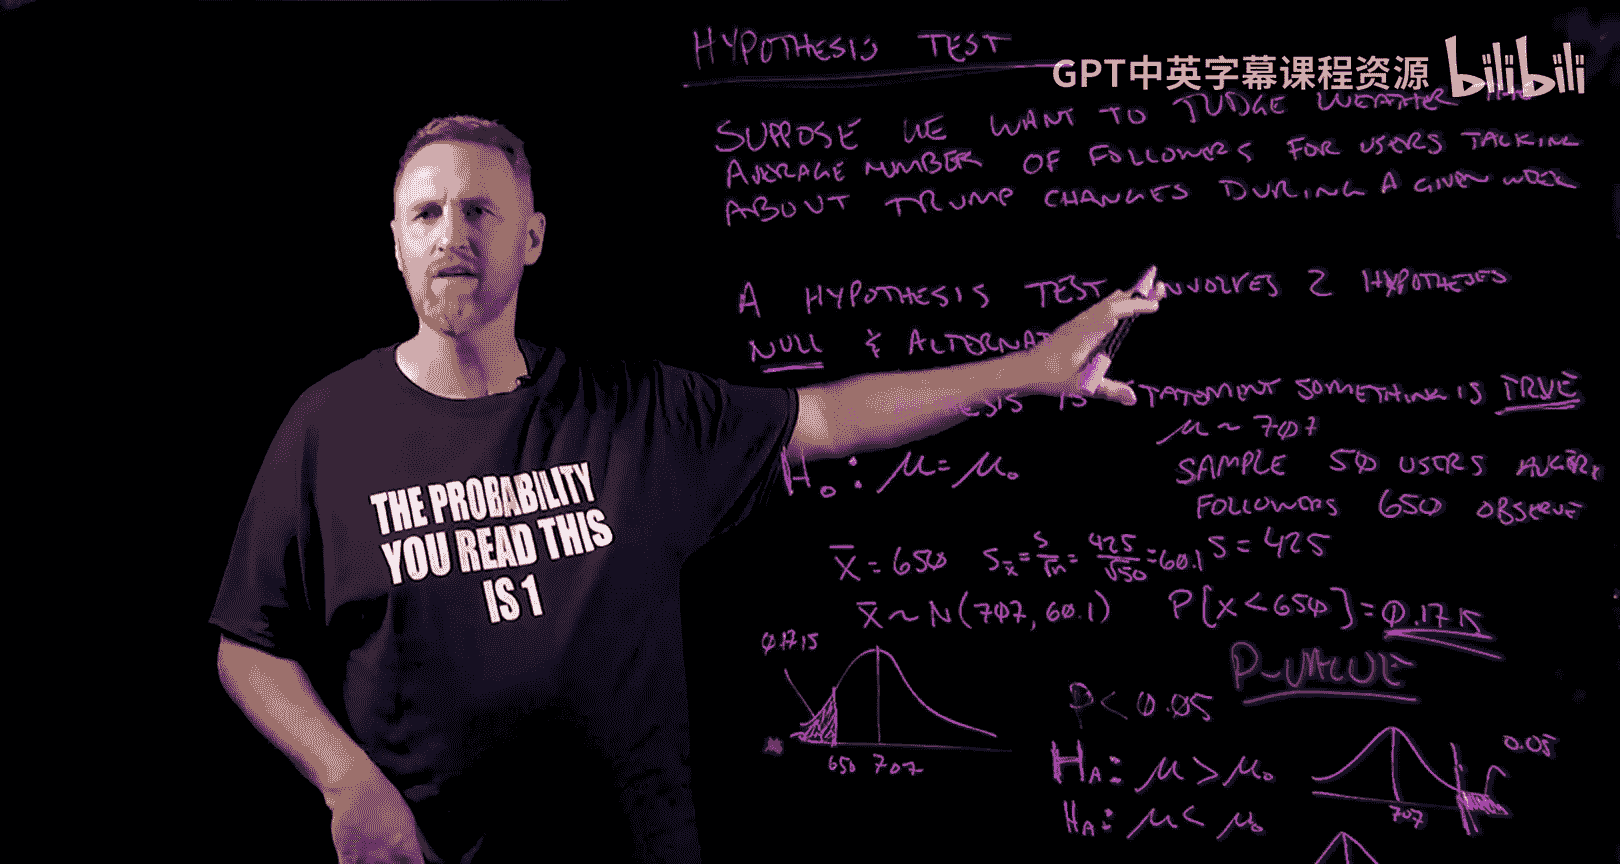 HYPOTHESIS TEST
GPT中英字幕课程资源 bilibili
SUPPOSE WE WANT TO JUDGE WEATHER THE
AVERAGE NUMBER OF FOLLOWERS FOR USERS TALKING
ABOUT TRUMP CHANGES DURING A GIVEN WEEK
A HYPOTHESIS TEST INVOLVES 2 HYPOTHESES
NULL & ALTERNAT
ESIS IS STATEMENT SOMETHING IS TRUE
μ ~ 707
H₀: μ = μ₀
SAMPLE 50 USERS
FOLLOWERS 650 OBSERVE
THE PROBABILITY
YOU READ THIS
IS 1
x̄ = 650 Sx̄ = s/√n = 425/√50 = 60.1 S = 425
x̄ ~ N(707, 60.1) P[X < 650] = 0.1715
0.1715
P-VALUE
P < 0.05
650 707
HA: μ > μ₀
0.05
707
HA: μ < μ₀